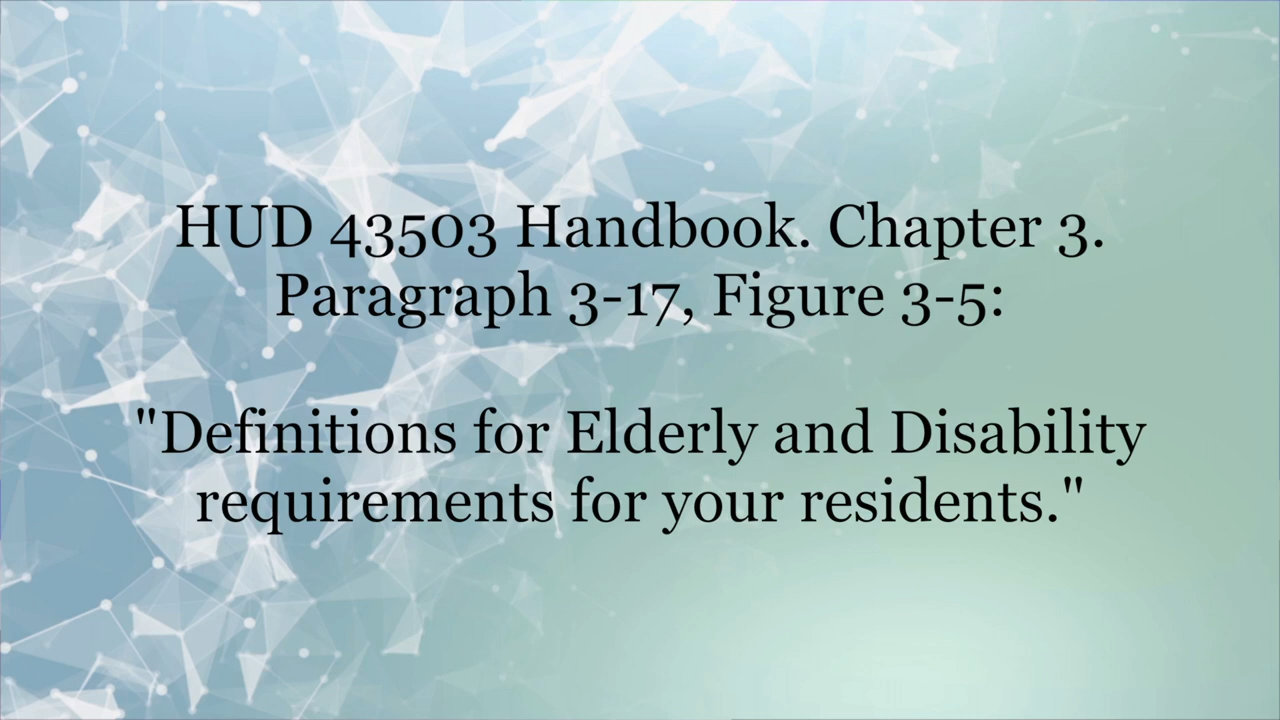 HUD 43503 Handbook. Chapter 3.
Paragraph 3-17, Figure 3-5:
"Definitions for Elderly and Disability
requirements for your residents."